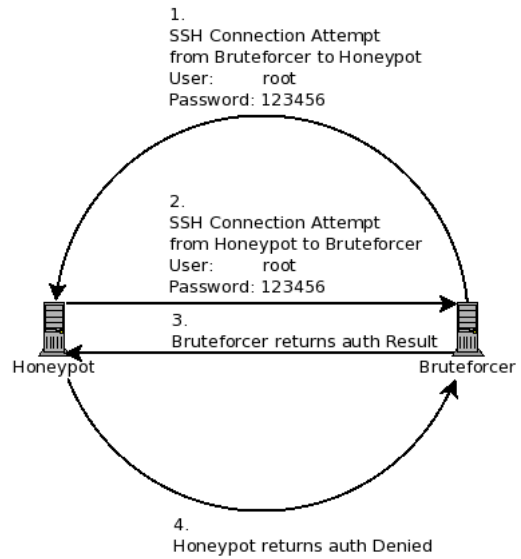 1.
SSH Connection Attempt
from Bruteforcer to Honeypot
User: root
Password: 123456
2.
SSH Connection Attempt
from Honeypot to Bruteforcer
User: root
Password: 123456
3.
Bruteforcer returns auth Result
Honeypot
Bruteforcer
4.
Honeypot returns auth Denied